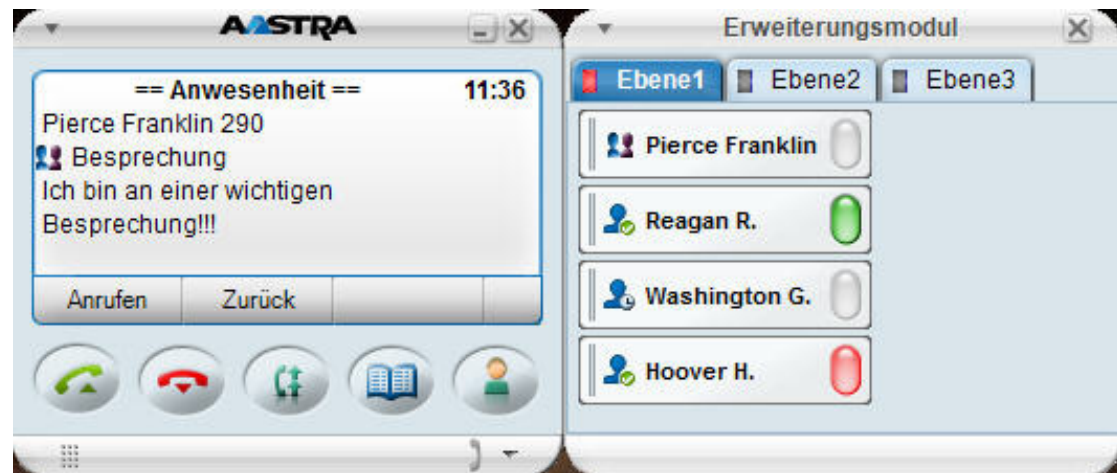 AASTRA
== Anwesenheit == 11:36
Pierce Franklin 290
Besprechung
Ich bin an einer wichtigen
Besprechung!!!
Anrufen Zurück
Erweiterungsmodul
Ebene1 Ebene2 Ebene3
Pierce Franklin
Reagan R.
Washington G.
Hoover H.